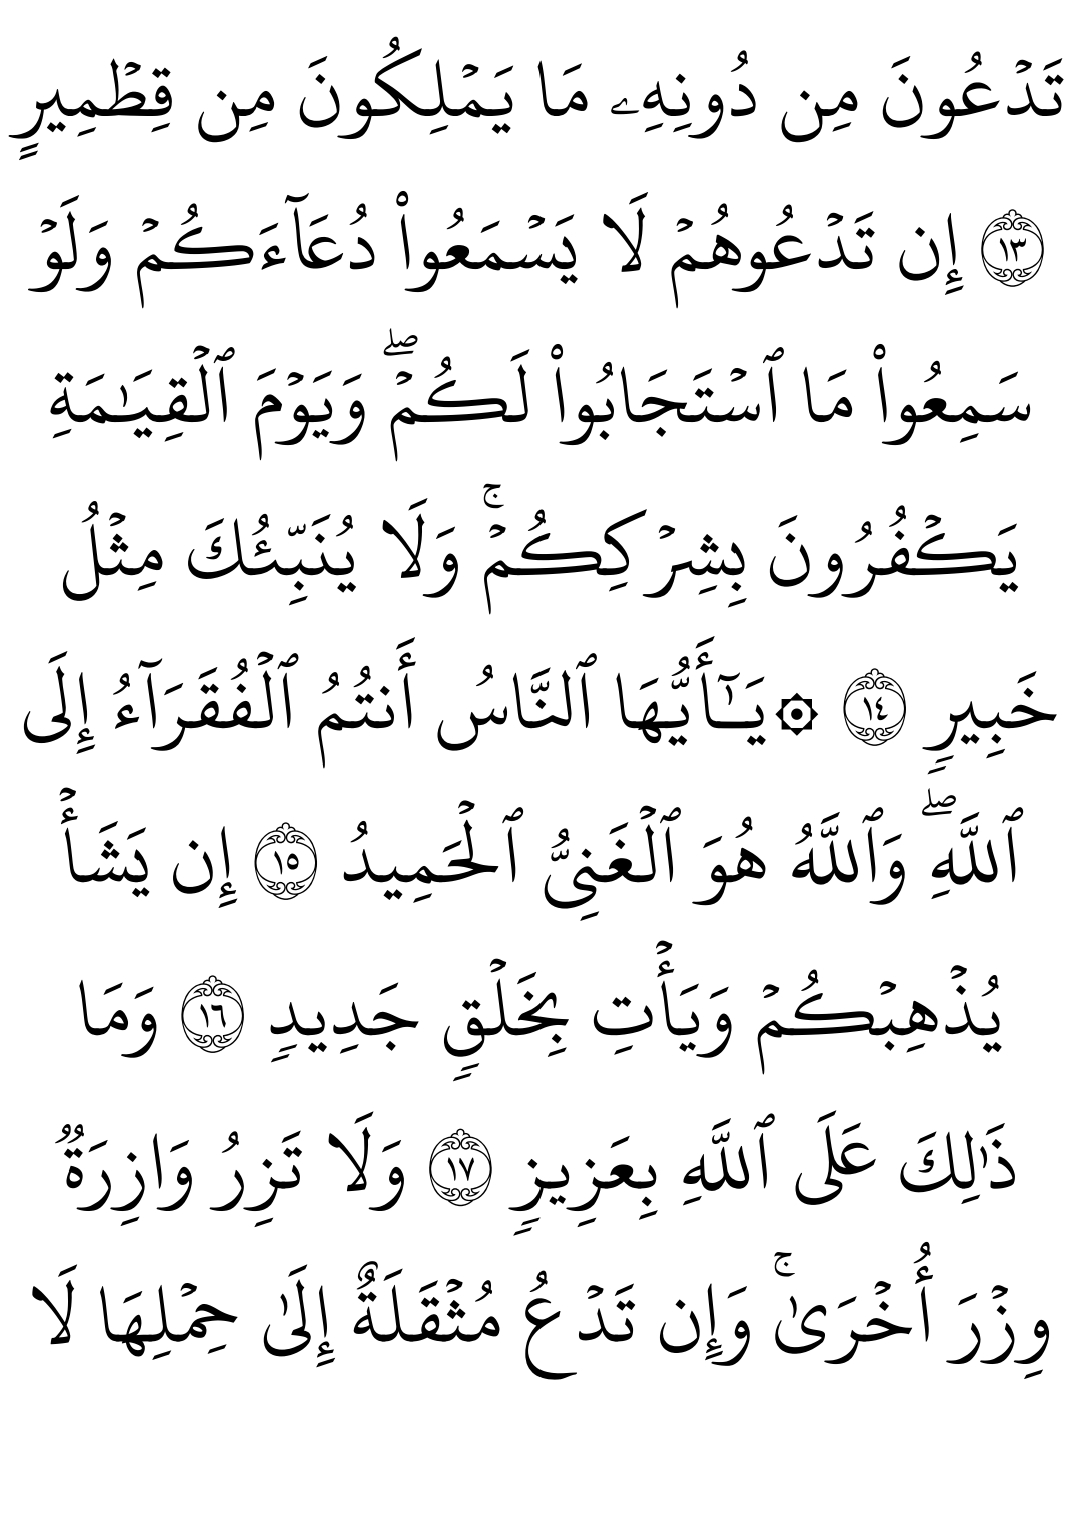 تَدۡعُونَ مِن دُونِهِۦ مَا يَمۡلِكُونَ مِن قِطۡمِيرٍ
١٣ إِن تَدۡعُوهُمۡ لَا يَسۡمَعُواْ دُعَآءَكُمۡ وَلَوۡ
سَمِعُواْ مَا ٱسۡتَجَابُواْ لَكُمۡۖ وَيَوۡمَ ٱلۡقِيَـٰمَةِ
يَكۡفُرُونَ بِشِرۡكِكُمۡۚ وَلَا يُنَبِّئُكَ مِثۡلُ
خَبِيرٖ ١٤ ۞ يَـٰٓأَيُّهَا ٱلنَّاسُ أَنتُمُ ٱلۡفُقَرَآءُ إِلَى
ٱللَّهِۖ وَٱللَّهُ هُوَ ٱلۡغَنِيُّ ٱلۡحَمِيدُ ١٥ إِن يَشَأۡ
يُذۡهِبۡكُمۡ وَيَأۡتِ بِخَلۡقٖ جَدِيدٖ ١٦ وَمَا
ذَٰلِكَ عَلَى ٱللَّهِ بِعَزِيزٖ ١٧ وَلَا تَزِرُ وَازِرَةٞ
وِزۡرَ أُخۡرَىٰۚ وَإِن تَدۡعُ مُثۡقَلَةٌ إِلَىٰ حِمۡلِهَا لَا